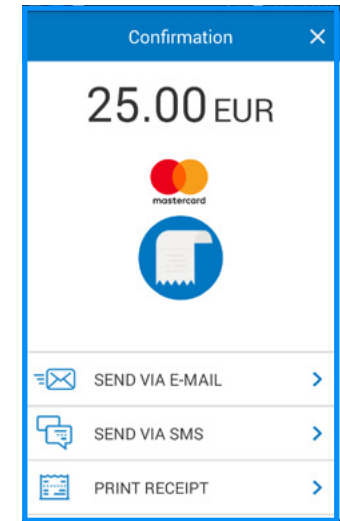 Confirmation
25.00 EUR
mastercard
SEND VIA E-MAIL
SEND VIA SMS
PRINT RECEIPT